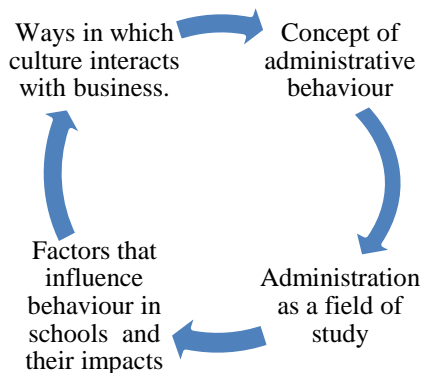 Ways in which
culture interacts
with business.
Concept of
administrative
behaviour
Administration
as a field of
study
Factors that
influence
behaviour in
schools and
their impacts